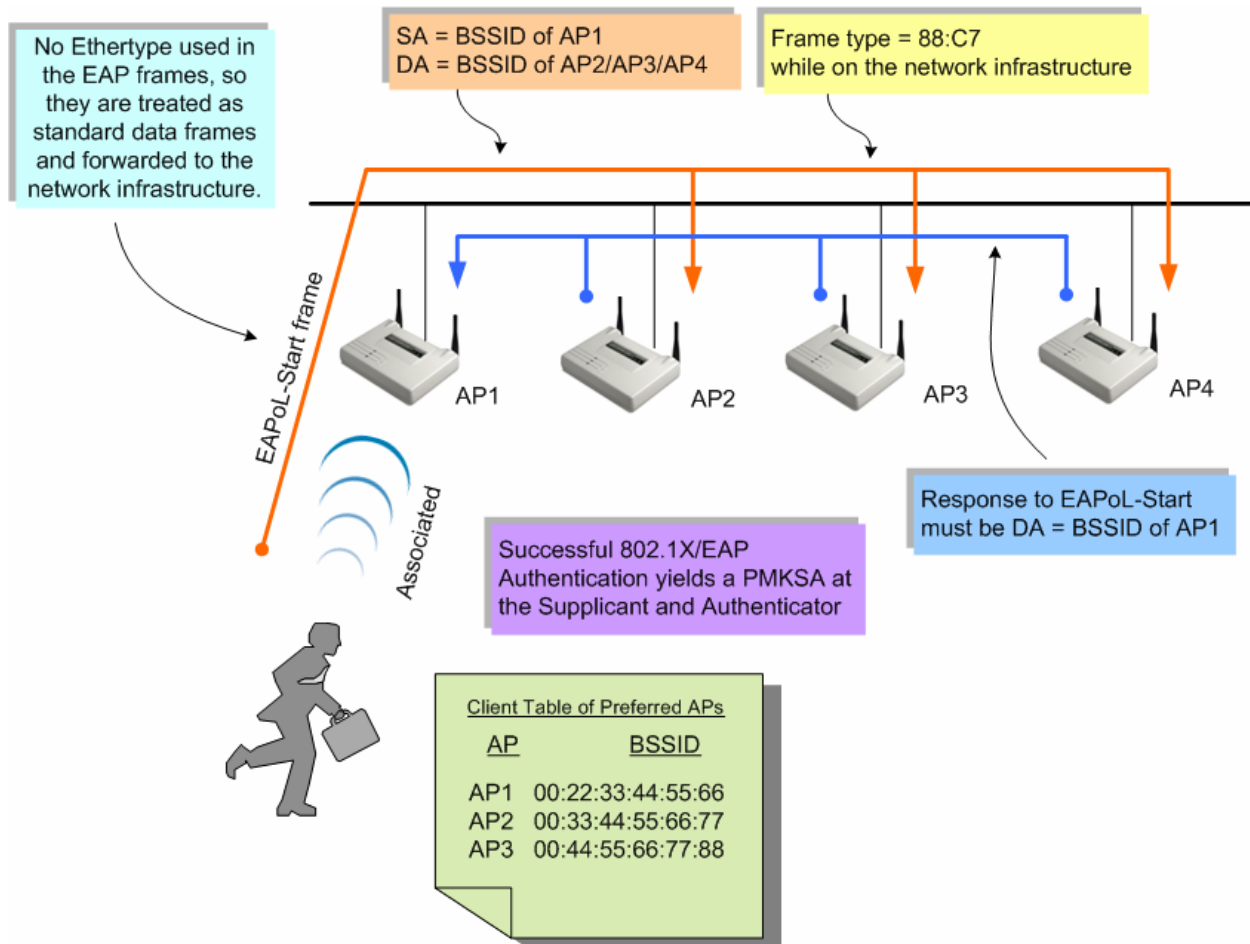 No Ethertype used in
the EAP frames, so
they are treated as
standard data frames
and forwarded to the
network infrastructure.
SA = BSSID of AP1
DA = BSSID of AP2/AP3/AP4
Frame type = 88:C7
while on the network infrastructure
EAPoL-Start frame
AP1
AP2
AP3
AP4
Associated
Response to EAPoL-Start
must be DA = BSSID of AP1
Successful 802.1X/EAP
Authentication yields a PMKSA at
the Supplicant and Authenticator
Client Table of Preferred APs
AP BSSID
AP1 00:22:33:44:55:66
AP2 00:33:44:55:66:77
AP3 00:44:55:66:77:88